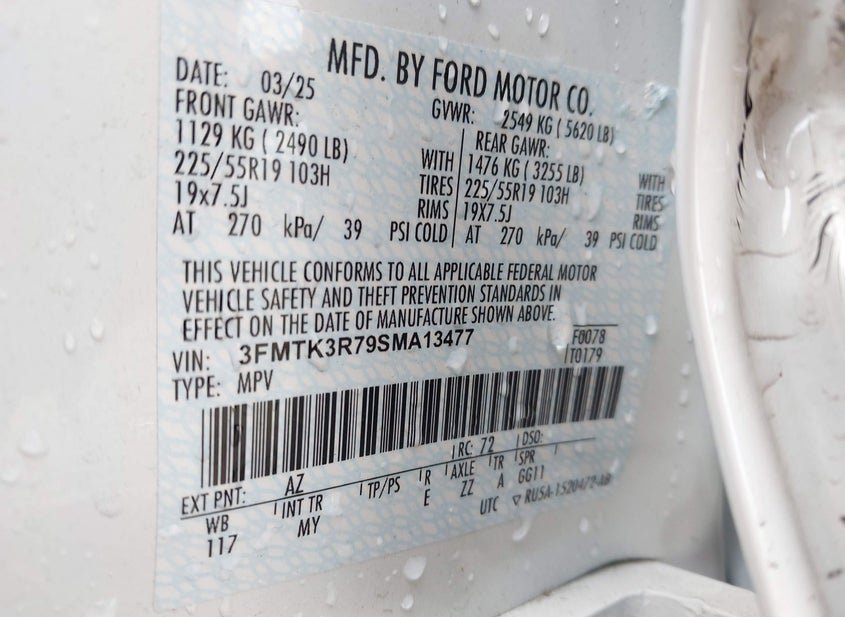 MFD. BY FORD MOTOR CO.
DATE: 03/25
GVWR: 2549 KG ( 5620 LB)
FRONT GAWR:
1129 KG ( 2490 LB) WITH
225/55R19 103H TIRES
19x7.5J RIMS
AT 270 kPa/ 39 PSI COLD
REAR GAWR:
1476 KG ( 3255 LB) WITH
225/55R19 103H TIRES
19X7.5J RIMS
AT 270 kPa/ 39 PSI COLD
THIS VEHICLE CONFORMS TO ALL APPLICABLE FEDERAL MOTOR
VEHICLE SAFETY AND THEFT PREVENTION STANDARDS IN
EFFECT ON THE DATE OF MANUFACTURE SHOWN ABOVE.
VIN: 3FMTK3R79SMA13477
F0078
TYPE: MPV
T0179
EXT PNT: AZ RC: 72 DSO:
WB INT TR TP/PS R AXLE TR SPR
117 MY E ZZ A GG11
UTC ▽ RU5A-1520472-AB